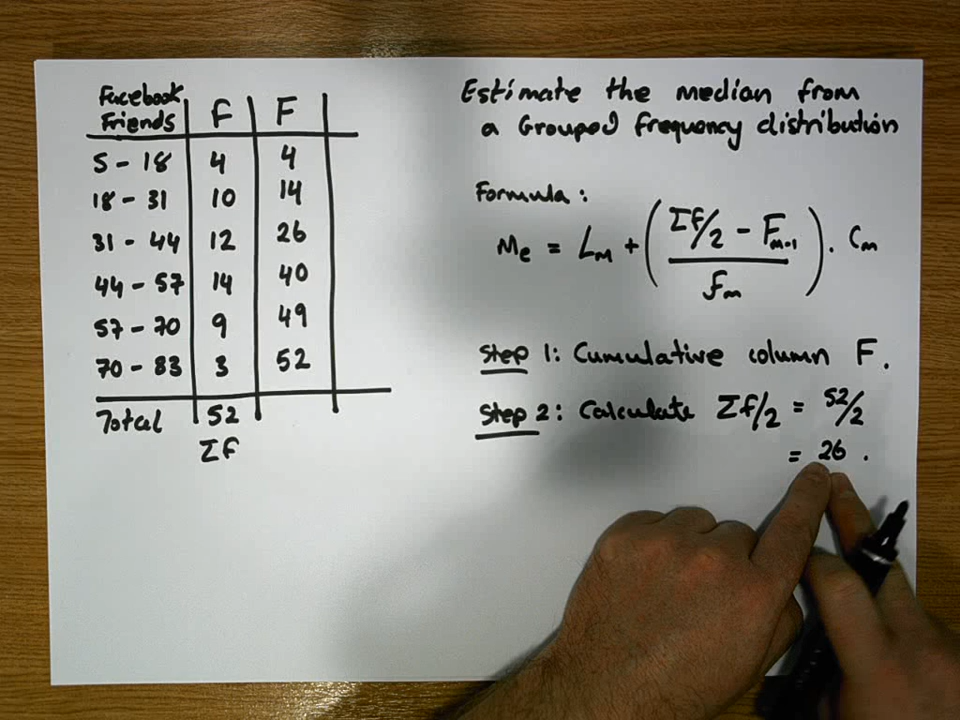 Facebook Friends | F | F
5 - 18 | 4 | 4
18 - 31 | 10 | 14
31 - 44 | 12 | 26
44 - 57 | 14 | 40
57 - 70 | 9 | 49
70 - 83 | 3 | 52
Total | 52
Σf
Estimate the median from
a Grouped frequency distribution
Formula:
Me = Lm + ( (Σf/2 - Fm-1) / fm ) . Cm
Step 1: Cumulative column F.
Step 2: Calculate Σf/2 = 52/2
= 26 .